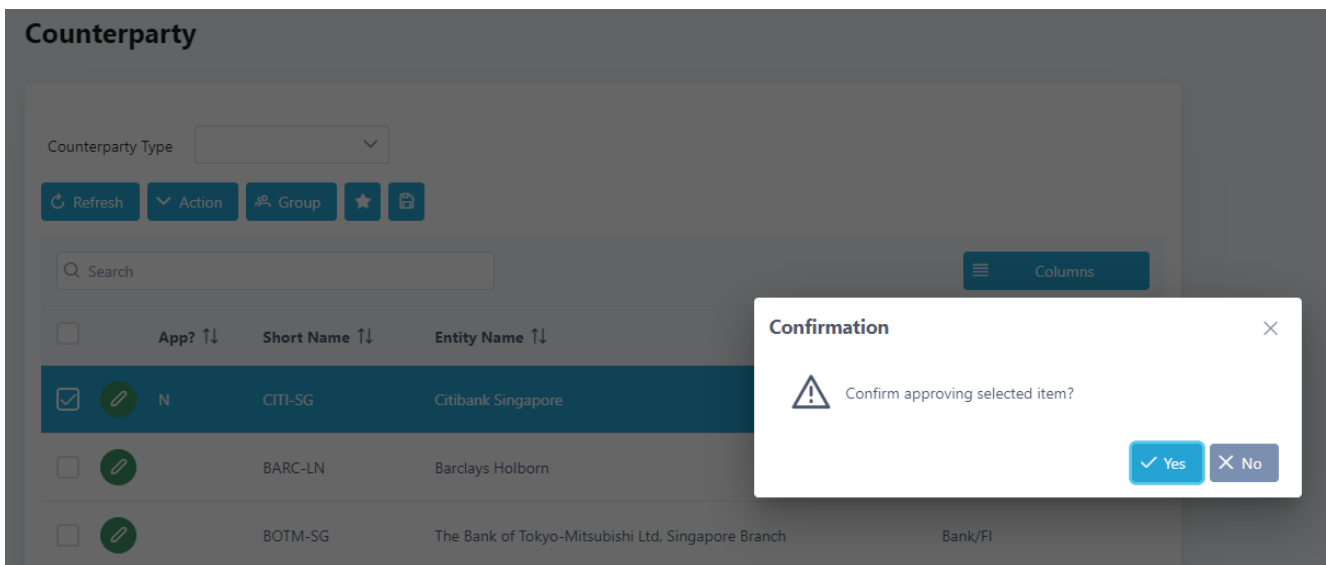 Counterparty
Counterparty Type
Refresh Action Group
Search Columns
App? Short Name Entity Name
N CITI-SG Citibank Singapore
BARC-LN Barclays Holborn
BOTM-SG The Bank of Tokyo-Mitsubishi Ltd, Singapore Branch Bank/FI
Confirmation
Confirm approving selected item?
Yes No